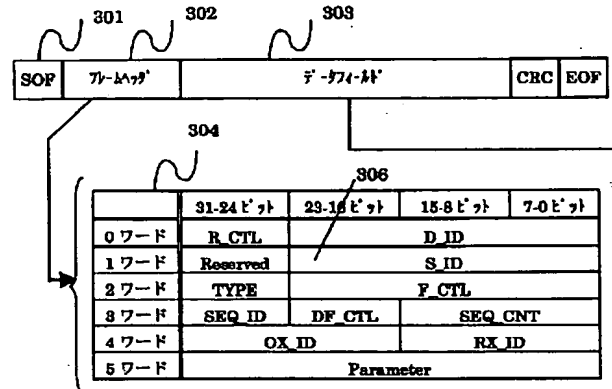 301 302 303
SOF ﾌﾚｰﾑﾍｯﾀﾞ ﾃﾞｰﾀﾌｨｰﾙﾄﾞ CRC EOF
304
306
31-24 ﾋﾞｯﾄ 23-16 ﾋﾞｯﾄ 15-8 ﾋﾞｯﾄ 7-0 ﾋﾞｯﾄ
0 ワード R_CTL D_ID
1 ワード Reserved S_ID
2 ワード TYPE F_CTL
3 ワード SEQ_ID DF_CTL SEQ_CNT
4 ワード OX_ID RX_ID
5 ワード Parameter